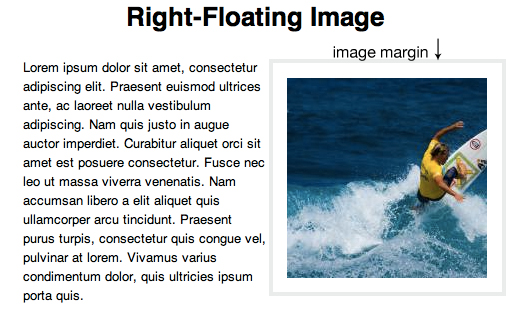 Right-Floating Image
image margin ↓
Lorem ipsum dolor sit amet, consectetur
adipiscing elit. Praesent euismod ultrices
ante, ac laoreet nulla vestibulum
adipiscing. Nam quis justo in augue
auctor imperdiet. Curabitur aliquet orci sit
amet est posuere consectetur. Fusce nec
leo ut massa viverra venenatis. Nam
accumsan libero a elit aliquet quis
ullamcorper arcu tincidunt. Praesent
purus turpis, consectetur quis congue vel,
pulvinar at lorem. Vivamus varius
condimentum dolor, quis ultricies ipsum
porta quis.